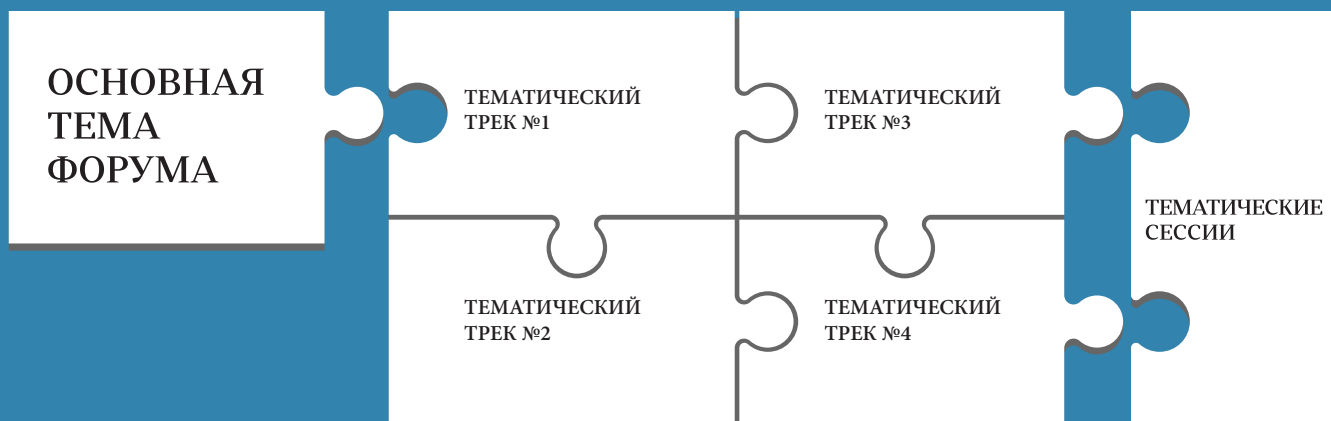 ОСНОВНАЯ
ТЕМА
ФОРУМА
ТЕМАТИЧЕСКИЙ
ТРЕК №1
ТЕМАТИЧЕСКИЙ
ТРЕК №2
ТЕМАТИЧЕСКИЙ
ТРЕК №3
ТЕМАТИЧЕСКИЙ
ТРЕК №4
ТЕМАТИЧЕСКИЕ
СЕССИИ